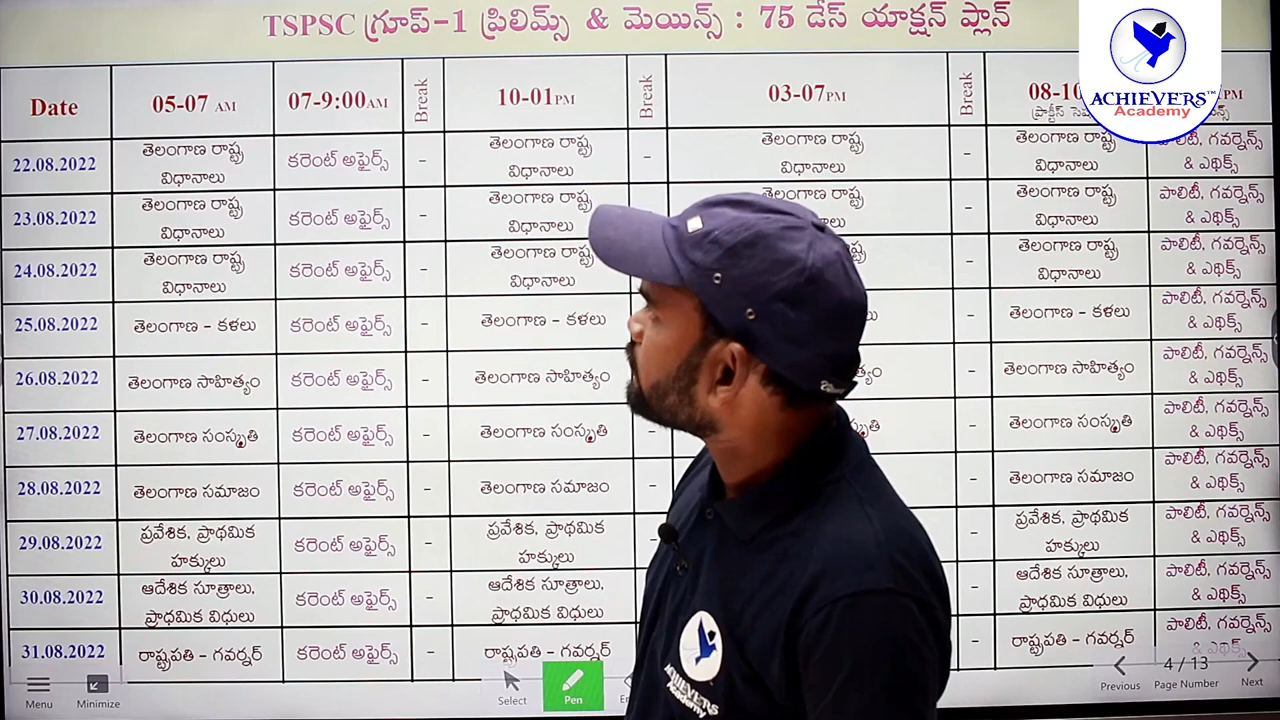 TSPSC గ్రూప్-1 ప్రిలిమ్స్ & మెయిన్స్ : 75 డేస్ యాక్షన్ ప్లాన్
ACHIEVERS™
Academy
Date 05-07 AM 07-9:00AM Break 10-01PM Break 03-07PM Break 08-10 PM
22.08.2022 తెలంగాణ రాష్ట్ర విధానాలు కరెంట్ అఫైర్స్ - తెలంగాణ రాష్ట్ర విధానాలు - తెలంగాణ రాష్ట్ర విధానాలు - తెలంగాణ రాష్ట్ర విధానాలు పాలిటీ, గవర్నెన్స్ & ఎథిక్స్
23.08.2022 తెలంగాణ రాష్ట్ర విధానాలు కరెంట్ అఫైర్స్ - తెలంగాణ రాష్ట్ర విధానాలు తెలంగాణ రాష్ట్ర - తెలంగాణ రాష్ట్ర విధానాలు పాలిటీ, గవర్నెన్స్ & ఎథిక్స్
24.08.2022 తెలంగాణ రాష్ట్ర విధానాలు కరెంట్ అఫైర్స్ - తెలంగాణ రాష్ట్ర విధానాలు - తెలంగాణ రాష్ట్ర విధానాలు పాలిటీ, గవర్నెన్స్ & ఎథిక్స్
25.08.2022 తెలంగాణ - కళలు కరెంట్ అఫైర్స్ - తెలంగాణ - కళలు - తెలంగాణ - కళలు పాలిటీ, గవర్నెన్స్ & ఎథిక్స్
26.08.2022 తెలంగాణ సాహిత్యం కరెంట్ అఫైర్స్ - తెలంగాణ సాహిత్యం - తెలంగాణ సాహిత్యం పాలిటీ, గవర్నెన్స్ & ఎథిక్స్
27.08.2022 తెలంగాణ సంస్కృతి కరెంట్ అఫైర్స్ - తెలంగాణ సంస్కృతి - - తెలంగాణ సంస్కృతి పాలిటీ, గవర్నెన్స్ & ఎథిక్స్
28.08.2022 తెలంగాణ సమాజం కరెంట్ అఫైర్స్ - తెలంగాణ సమాజం - - తెలంగాణ సమాజం పాలిటీ, గవర్నెన్స్ & ఎథిక్స్
29.08.2022 ప్రవేశిక, ప్రాథమిక హక్కులు కరెంట్ అఫైర్స్ - ప్రవేశిక, ప్రాథమిక హక్కులు - ప్రవేశిక, ప్రాథమిక హక్కులు పాలిటీ, గవర్నెన్స్ & ఎథిక్స్
30.08.2022 ఆదేశిక సూత్రాలు, ప్రాథమిక విధులు కరెంట్ అఫైర్స్ - ఆదేశిక సూత్రాలు, ప్రాథమిక విధులు - ఆదేశిక సూత్రాలు, ప్రాథమిక విధులు పాలిటీ, గవర్నెన్స్ & ఎథిక్స్
31.08.2022 రాష్ట్రపతి - గవర్నర్ కరెంట్ అఫైర్స్ - రాష్ట్రపతి - గవర్నర్ - రాష్ట్రపతి - గవర్నర్ పాలిటీ, గవర్నెన్స్ & ఎథిక్స్
Menu Minimize Select Pen Previous 4 / 13 Page Number Next
ACHIEVERS
Academy